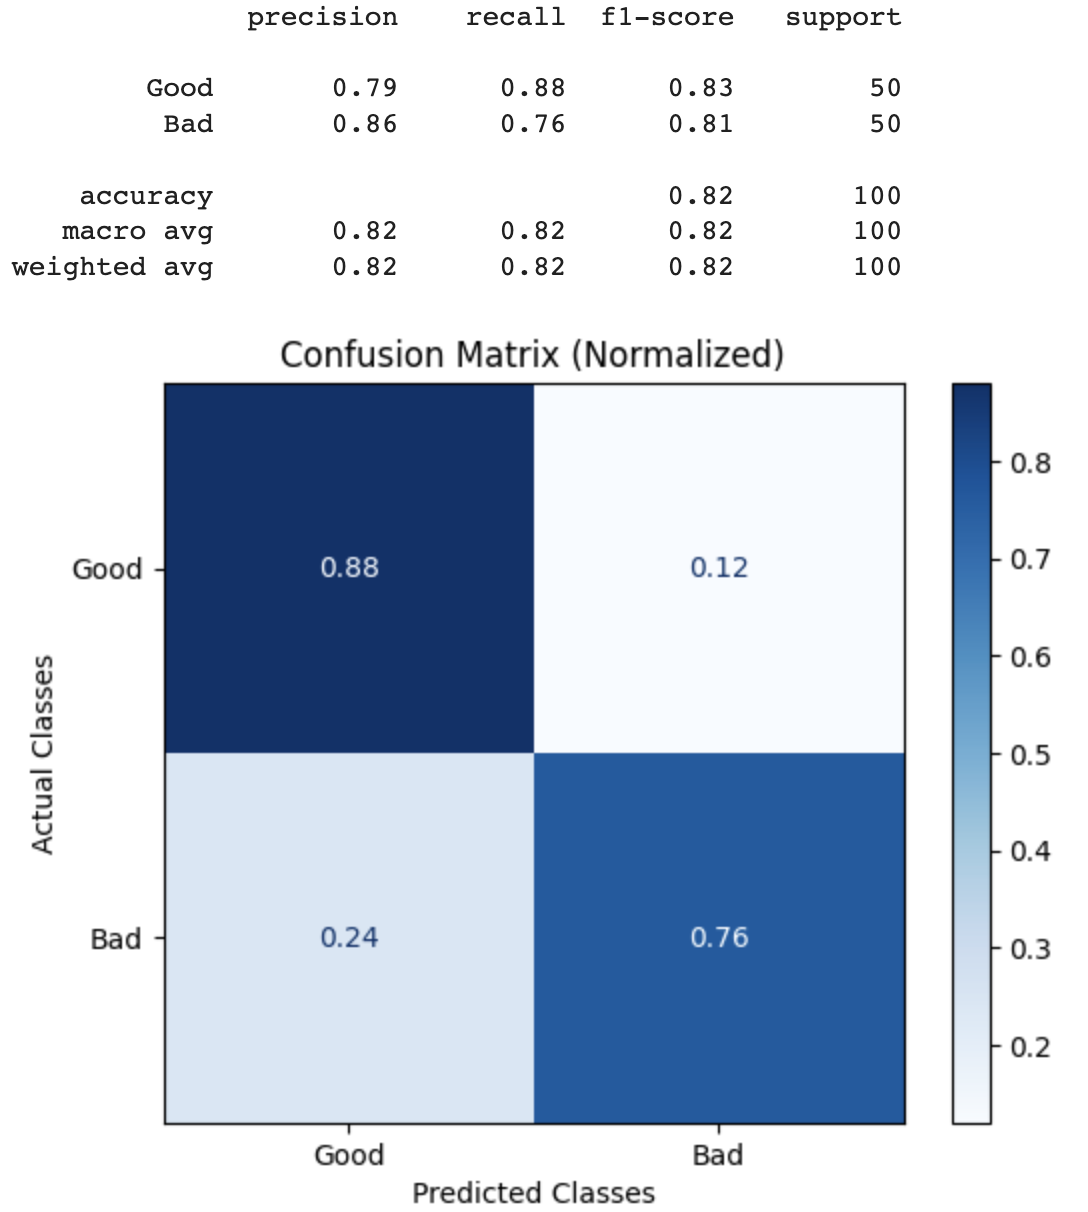 precision recall f1-score support
Good 0.79 0.88 0.83 50
Bad 0.86 0.76 0.81 50
accuracy 0.82 100
macro avg 0.82 0.82 0.82 100
weighted avg 0.82 0.82 0.82 100
Confusion Matrix (Normalized)
0.8
0.7
0.6
0.5
0.4
0.3
0.2
Good 0.88 0.12
Actual Classes
Bad 0.24 0.76
Good Bad
Predicted Classes